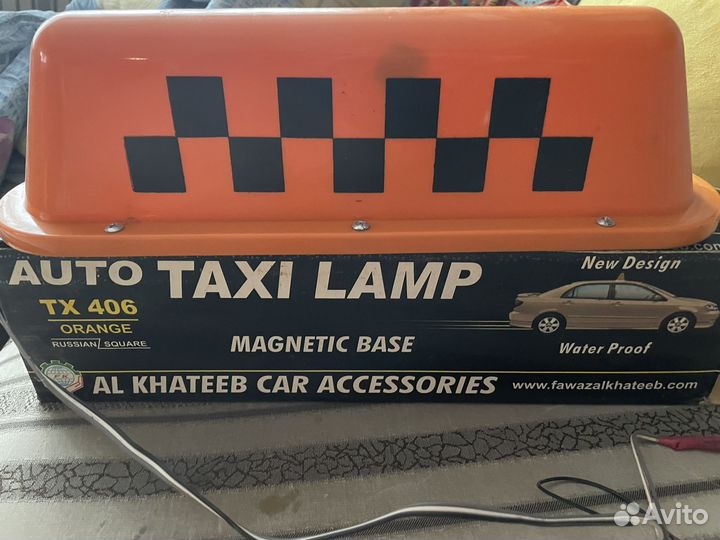 AUTO TAXI LAMP
TX 406
ORANGE
RUSSIAN SQUARE
MAGNETIC BASE
New Design
Water Proof
AL KHATEEB CAR ACCESSORIES www.fawazalkhateeb.com
.com
Avito